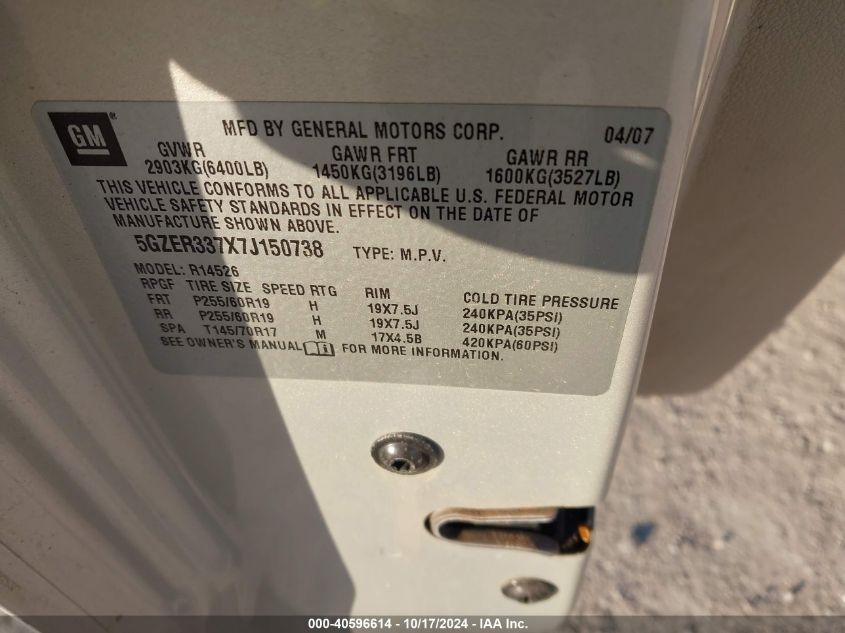 GM ® MFD BY GENERAL MOTORS CORP. 04/07
GVWR GAWR FRT GAWR RR
2903KG(6400LB) 1450KG(3196LB) 1600KG(3527LB)
THIS VEHICLE CONFORMS TO ALL APPLICABLE U.S. FEDERAL MOTOR
VEHICLE SAFETY STANDARDS IN EFFECT ON THE DATE OF
MANUFACTURE SHOWN ABOVE.
5GZER337X7J150738 TYPE: M.P.V.
MODEL: R14526
RPGF TIRE SIZE SPEED RTG RIM COLD TIRE PRESSURE
FRT P255/60R19 H 19X7.5J 240KPA(35PSI)
RR P255/60R19 H 19X7.5J 240KPA(35PSI)
SPA T145/70R17 M 17X4.5B 420KPA(60PSI)
SEE OWNER'S MANUAL FOR MORE INFORMATION.
000-40596614 - 10/17/2024 - IAA Inc.